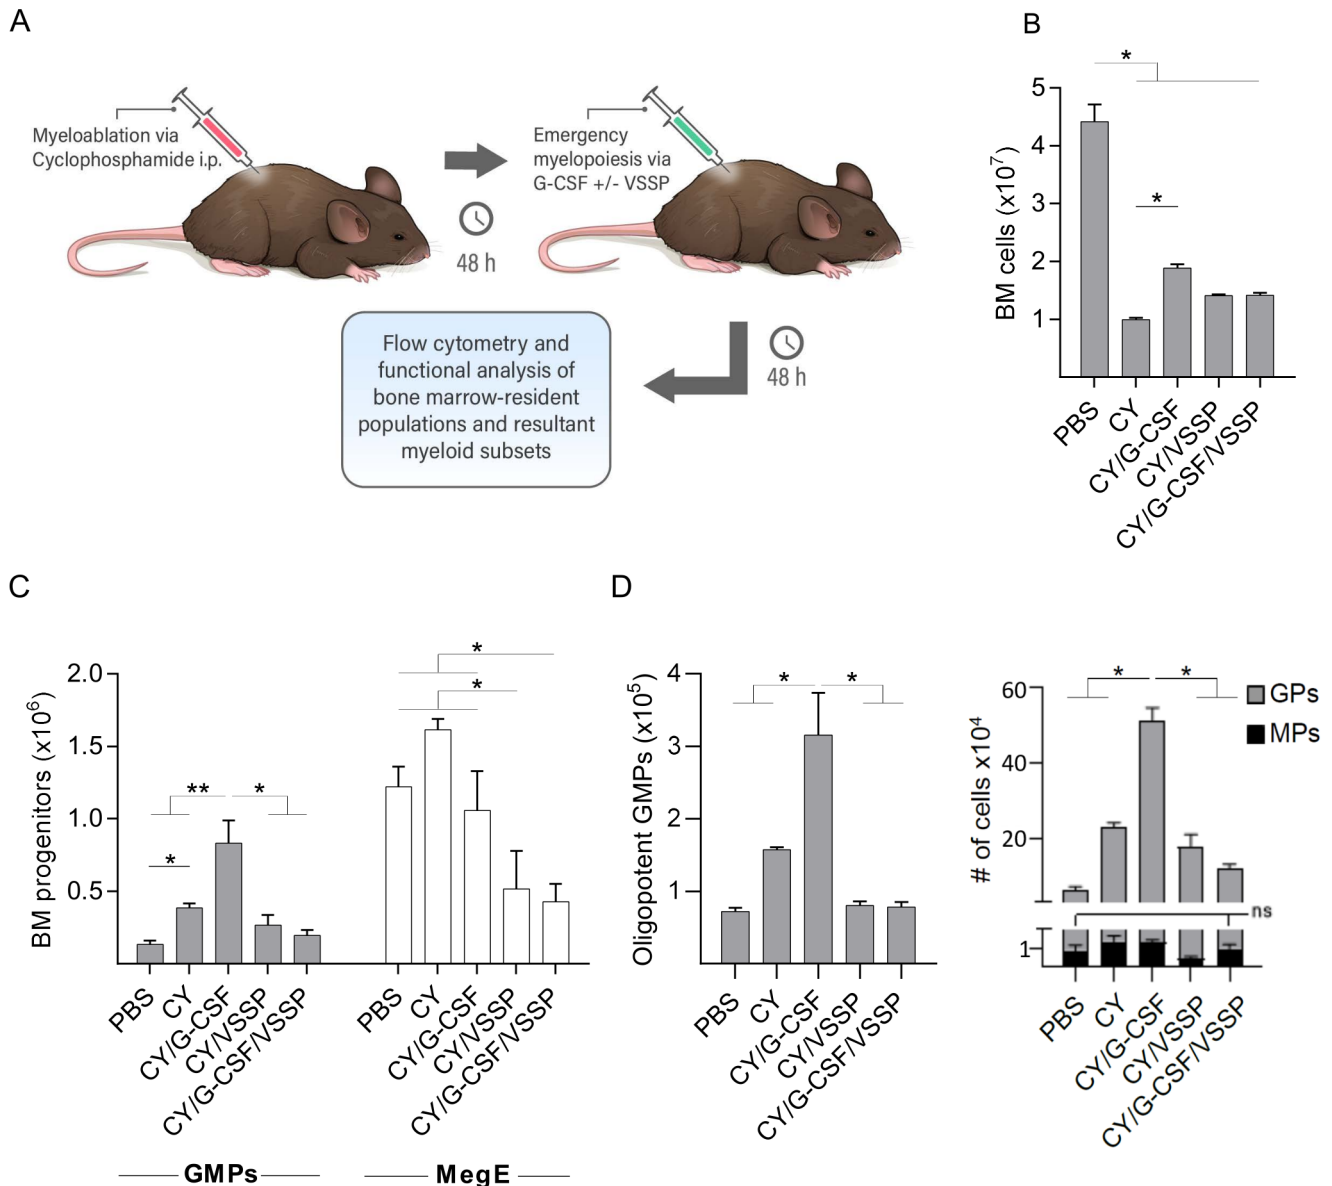 A
Myeloablation via
Cyclophosphamide i.p.
Emergency
myelopoiesis via
G-CSF +/- VSSP
48 h
48 h
Flow cytometry and
functional analysis of
bone marrow-resident
populations and resultant
myeloid subsets
B
*
*
BM cells (x10⁷)
5
4
3
2
1
PBS
CY
CY/G-CSF
CY/VSSP
CY/G-CSF/VSSP
C
*
*
**
*
*
BM progenitors (x10⁶)
2.0
1.5
1.0
0.5
PBS
CY
CY/G-CSF
CY/VSSP
CY/G-CSF/VSSP
PBS
CY
CY/G-CSF
CY/VSSP
CY/G-CSF/VSSP
GMPs
MegE
D
*
*
Oligopotent GMPs (x10⁵)
4
3
2
1
PBS
CY
CY/G-CSF
CY/VSSP
CY/G-CSF/VSSP
*
*
GPs
MPs
# of cells x10⁴
60
40
20
ns
1
PBS
CY
CY/G-CSF
CY/VSSP
CY/G-CSF/VSSP